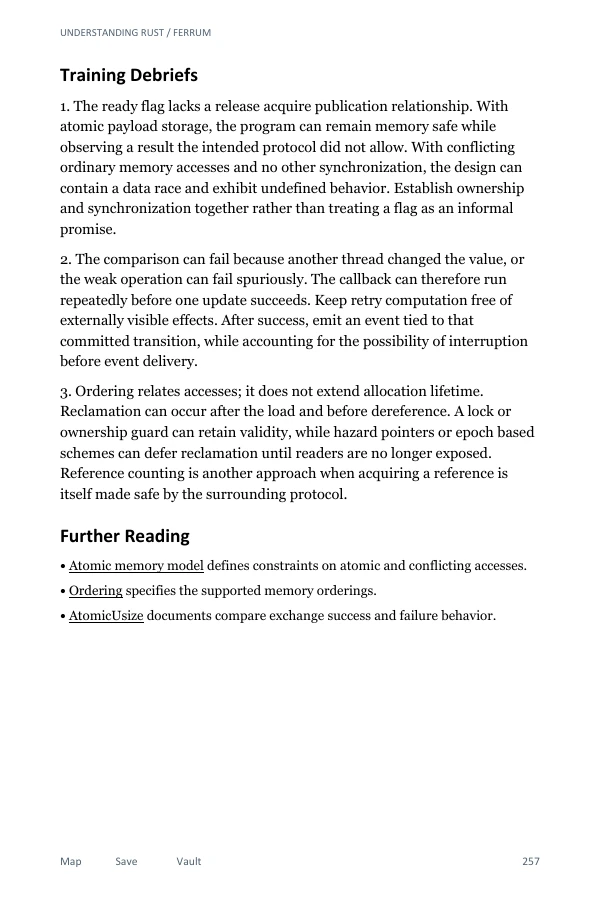 UNDERSTANDING RUST / FERRUM
Training Debriefs
1. The ready flag lacks a release acquire publication relationship. With
atomic payload storage, the program can remain memory safe while
observing a result the intended protocol did not allow. With conflicting
ordinary memory accesses and no other synchronization, the design can
contain a data race and exhibit undefined behavior. Establish ownership
and synchronization together rather than treating a flag as an informal
promise.
2. The comparison can fail because another thread changed the value, or
the weak operation can fail spuriously. The callback can therefore run
repeatedly before one update succeeds. Keep retry computation free of
externally visible effects. After success, emit an event tied to that
committed transition, while accounting for the possibility of interruption
before event delivery.
3. Ordering relates accesses; it does not extend allocation lifetime.
Reclamation can occur after the load and before dereference. A lock or
ownership guard can retain validity, while hazard pointers or epoch based
schemes can defer reclamation until readers are no longer exposed.
Reference counting is another approach when acquiring a reference is
itself made safe by the surrounding protocol.
Further Reading
• Atomic memory model defines constraints on atomic and conflicting accesses.
• Ordering specifies the supported memory orderings.
• AtomicUsize documents compare exchange success and failure behavior.
Map Save Vault 257